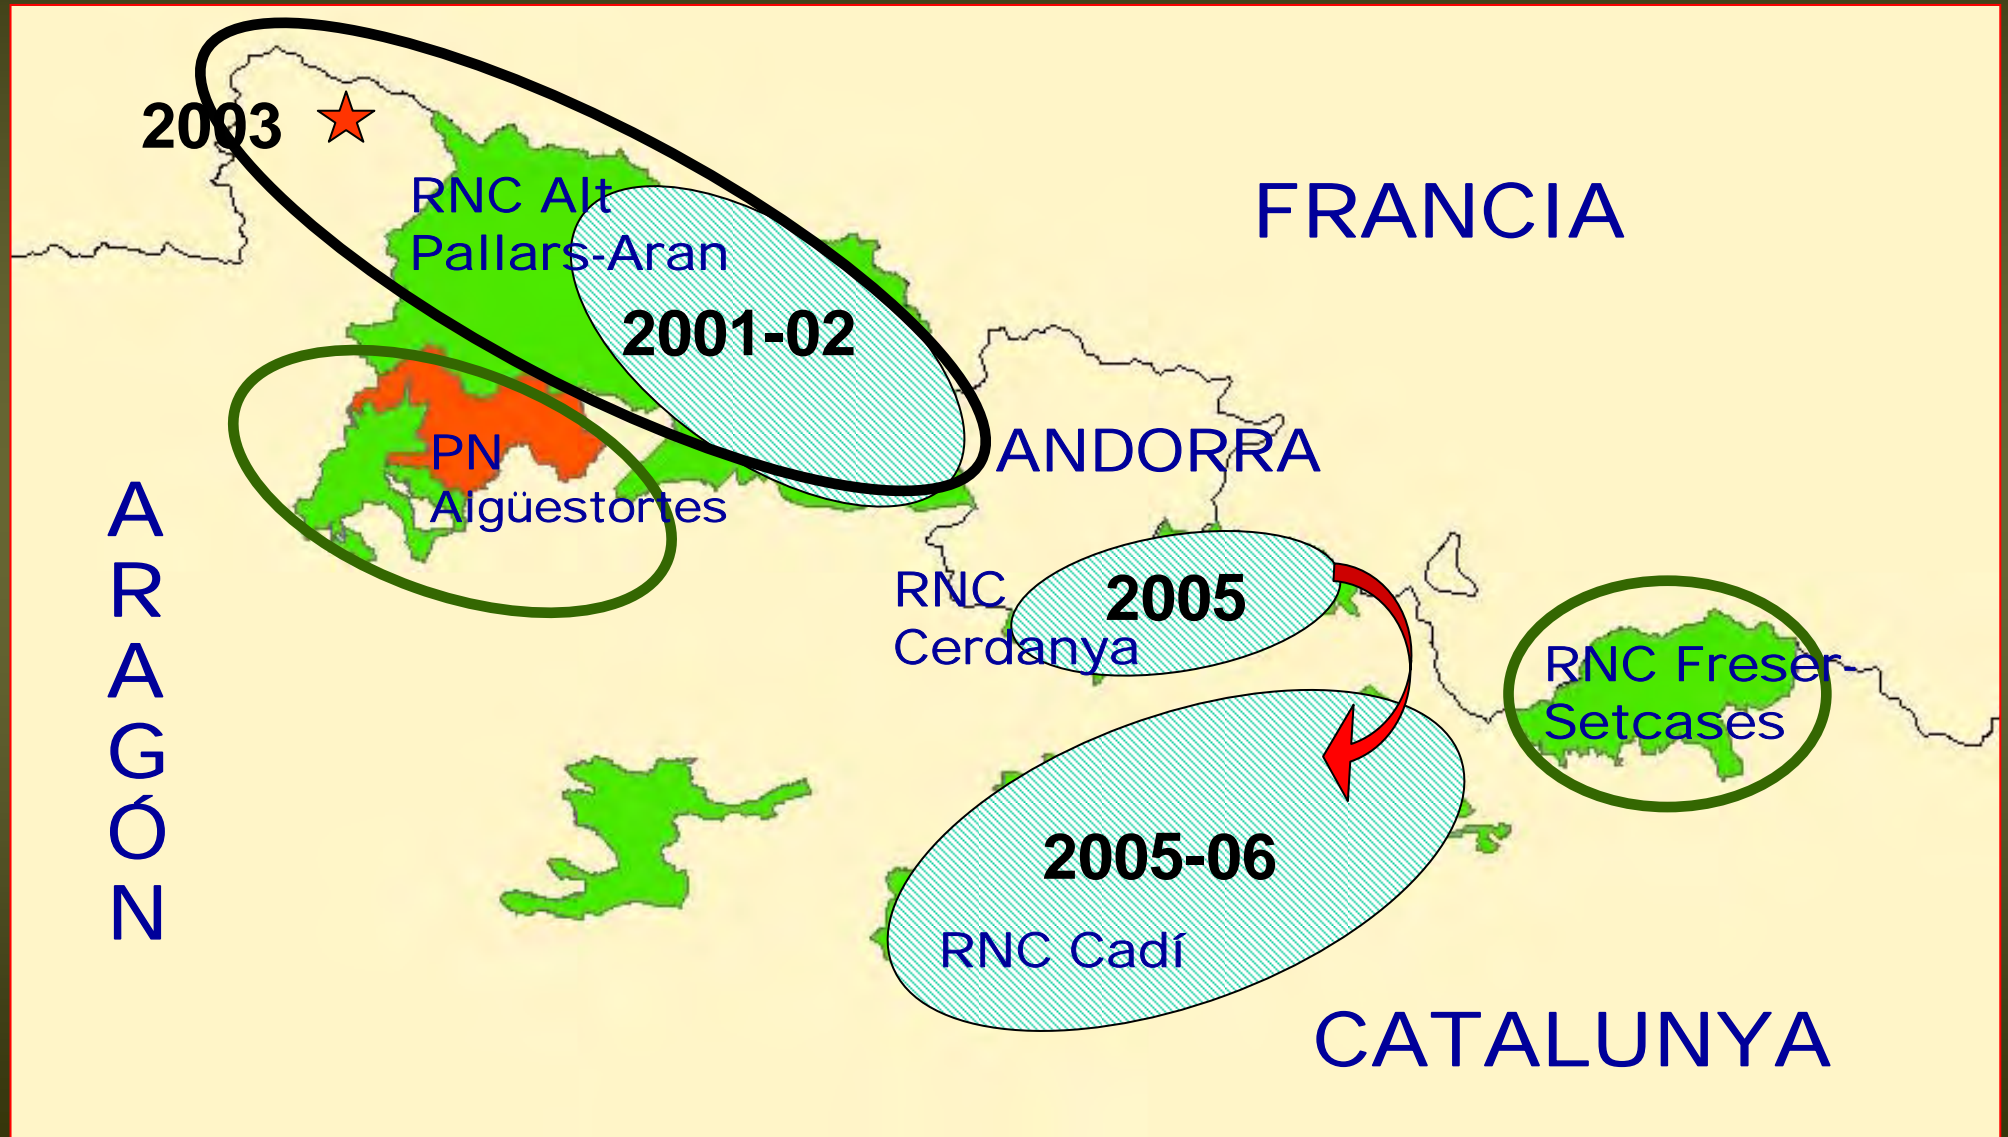 2003
RNC Alt
Pallars-Aran
FRANCIA
2001-02
PN
Aigüestortes
ANDORRA
ARAGÓN
RNC
Cerdanya
2005
RNC Freser-
Setcases
2005-06
RNC Cadí
CATALUNYA